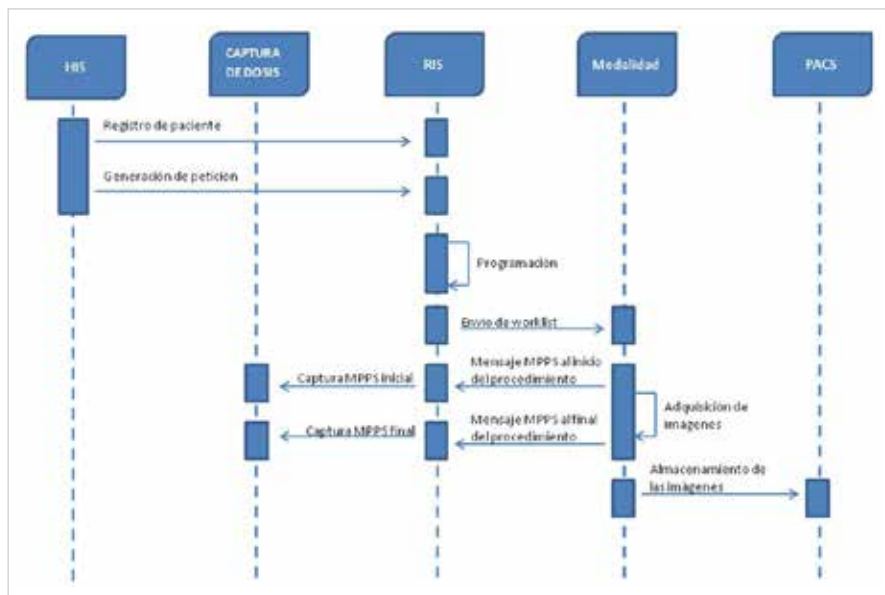 HIS
CAPTURA
DE DOSIS
RIS
Modalidad
PACS
Registro de paciente
Generación de petición
Programación
Envío de worklist
Mensaje MPPS al inicio
del procedimiento
Captura MPPS inicial
Adquisición de
imágenes
Mensaje MPPS al final
del procedimiento
Captura MPPS final
Almacenamiento de
las imágenes